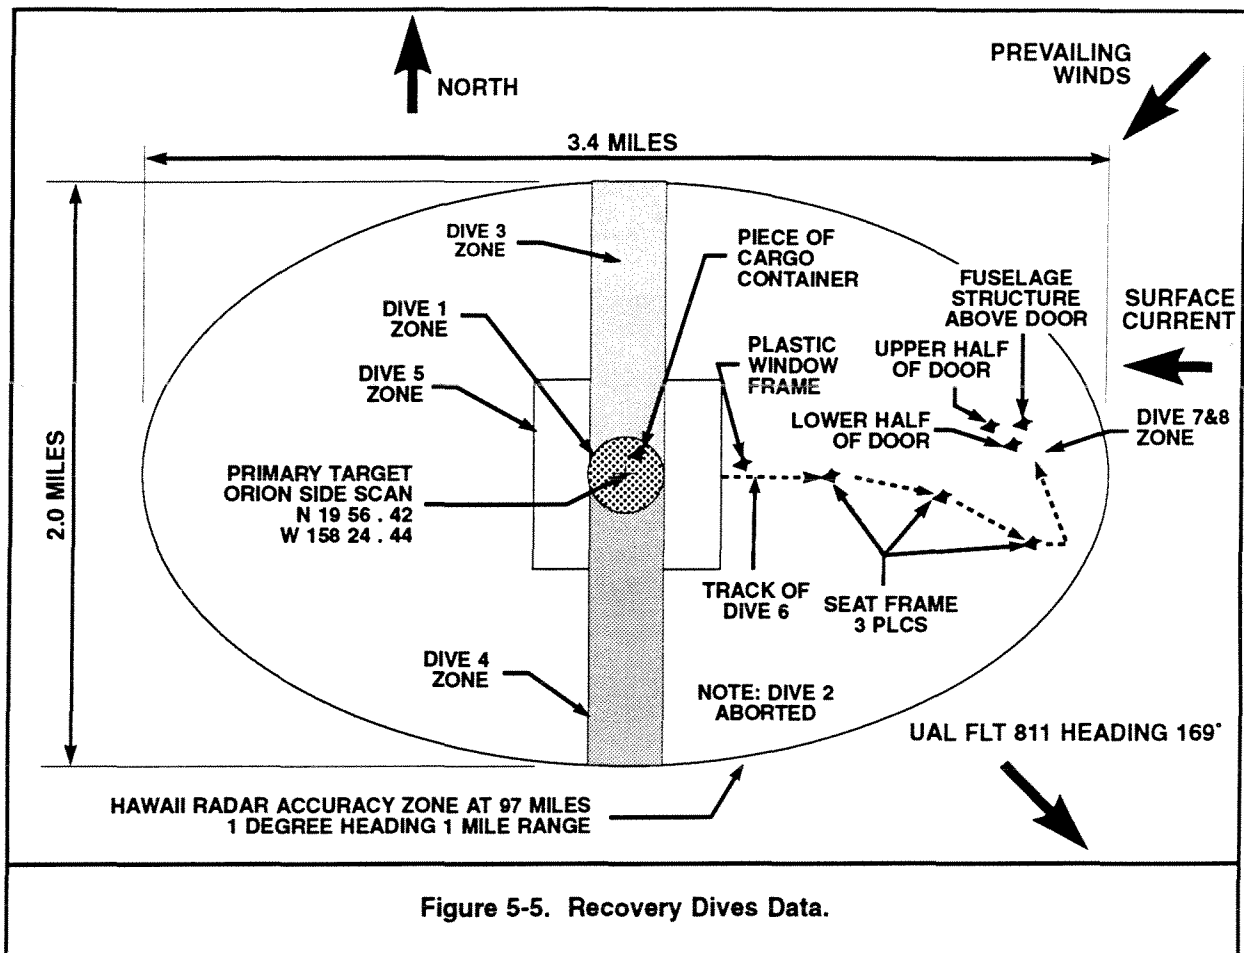 NORTH
PREVAILING
WINDS
3.4 MILES
DIVE 3
ZONE
PIECE OF
CARGO
CONTAINER
FUSELAGE
STRUCTURE
ABOVE DOOR
SURFACE
CURRENT
DIVE 1
ZONE
PLASTIC
WINDOW
FRAME
UPPER HALF
OF DOOR
DIVE 5
ZONE
LOWER HALF
OF DOOR
DIVE 7&8
ZONE
2.0 MILES
PRIMARY TARGET
ORION SIDE SCAN
N 19 56 . 42
W 158 24 . 44
TRACK OF
DIVE 6
SEAT FRAME
3 PLCS
DIVE 4
ZONE
NOTE: DIVE 2
ABORTED
UAL FLT 811 HEADING 169°
HAWAII RADAR ACCURACY ZONE AT 97 MILES
1 DEGREE HEADING 1 MILE RANGE
Figure 5-5. Recovery Dives Data.